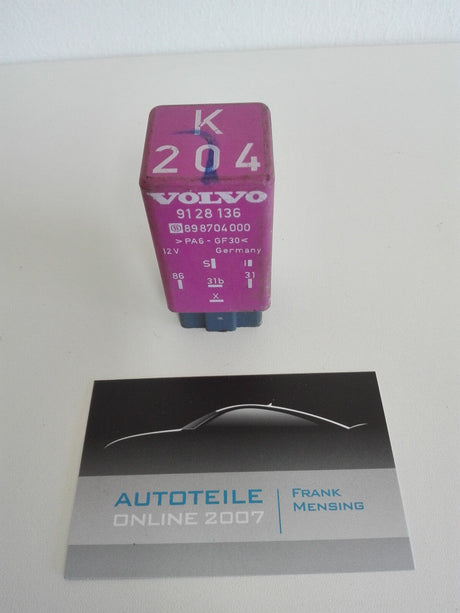 K
204
VOLVO
9128136
898704000
>PA6-GF30<
12V Germany
S I
86 31b 31
X
AUTOTEILE
ONLINE 2007
FRANK
MENSING